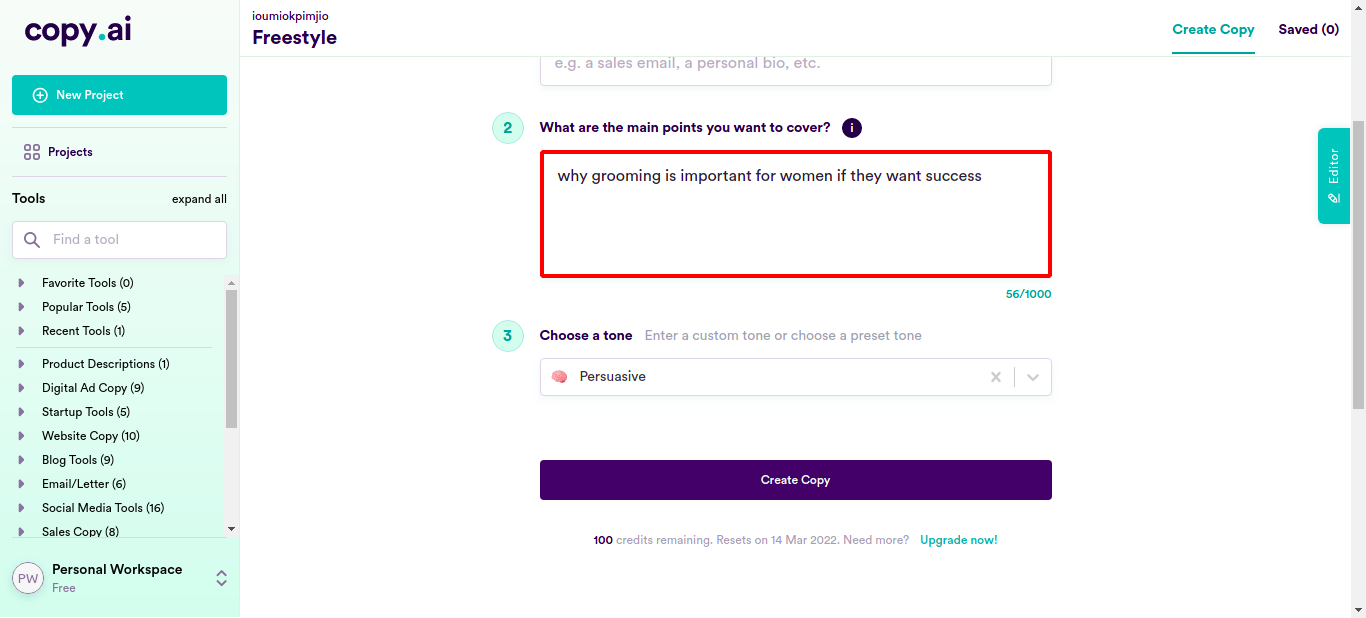 copy.ai
New Project
Projects
Tools expand all
Find a tool
Favorite Tools (0)
Popular Tools (5)
Recent Tools (1)
Product Descriptions (1)
Digital Ad Copy (9)
Startup Tools (5)
Website Copy (10)
Blog Tools (9)
Email/Letter (6)
Social Media Tools (16)
Sales Copy (8)
PW
Personal Workspace
Free
ioumiokpimjio
Freestyle
Create Copy Saved (0)
e.g. a sales email, a personal bio, etc.
2 What are the main points you want to cover? i
why grooming is important for women if they want success
56/1000
3 Choose a tone Enter a custom tone or choose a preset tone
Persuasive
Create Copy
100 credits remaining. Resets on 14 Mar 2022. Need more? Upgrade now!
Editor